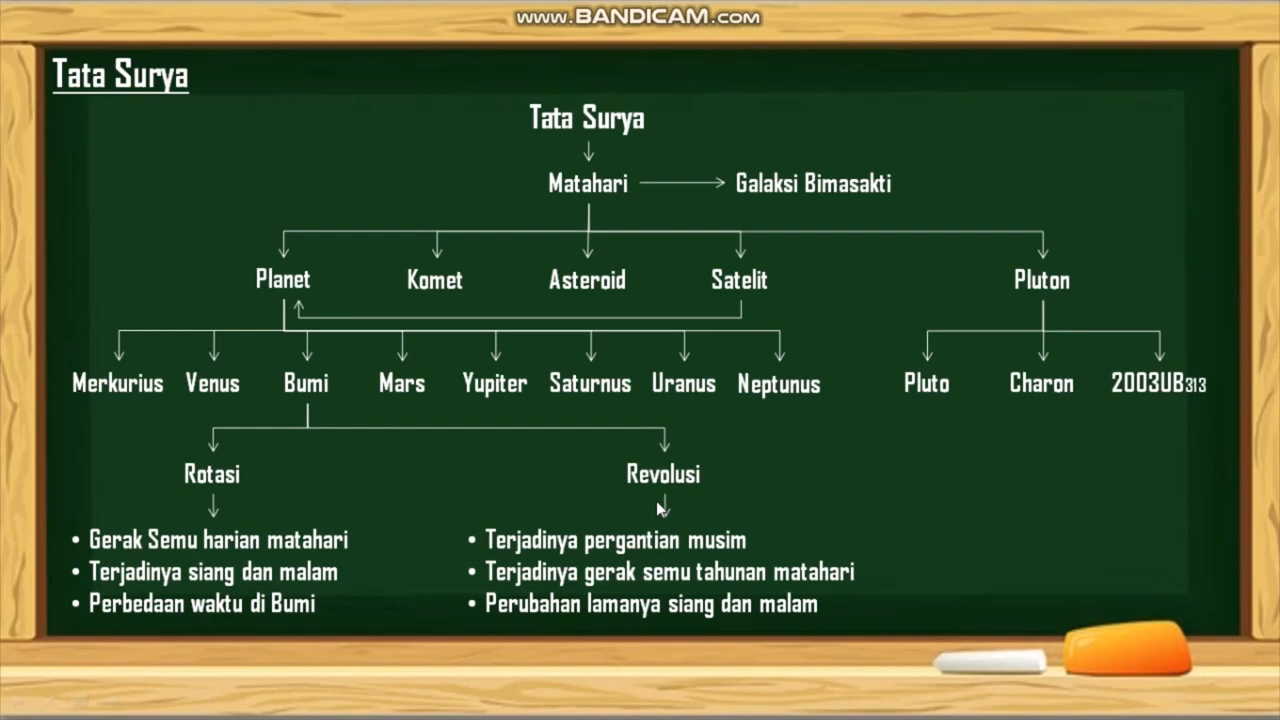 www.BANDICAM.com
Tata Surya
Tata Surya
Matahari
Galaksi Bimasakti
Planet
Komet
Asteroid
Satelit
Pluton
Merkurius
Venus
Bumi
Mars
Yupiter
Saturnus
Uranus
Neptunus
Pluto
Charon
2003UB313
Rotasi
Revolusi
• Gerak Semu harian matahari
• Terjadinya siang dan malam
• Perbedaan waktu di Bumi
• Terjadinya pergantian musim
• Terjadinya gerak semu tahunan matahari
• Perubahan lamanya siang dan malam